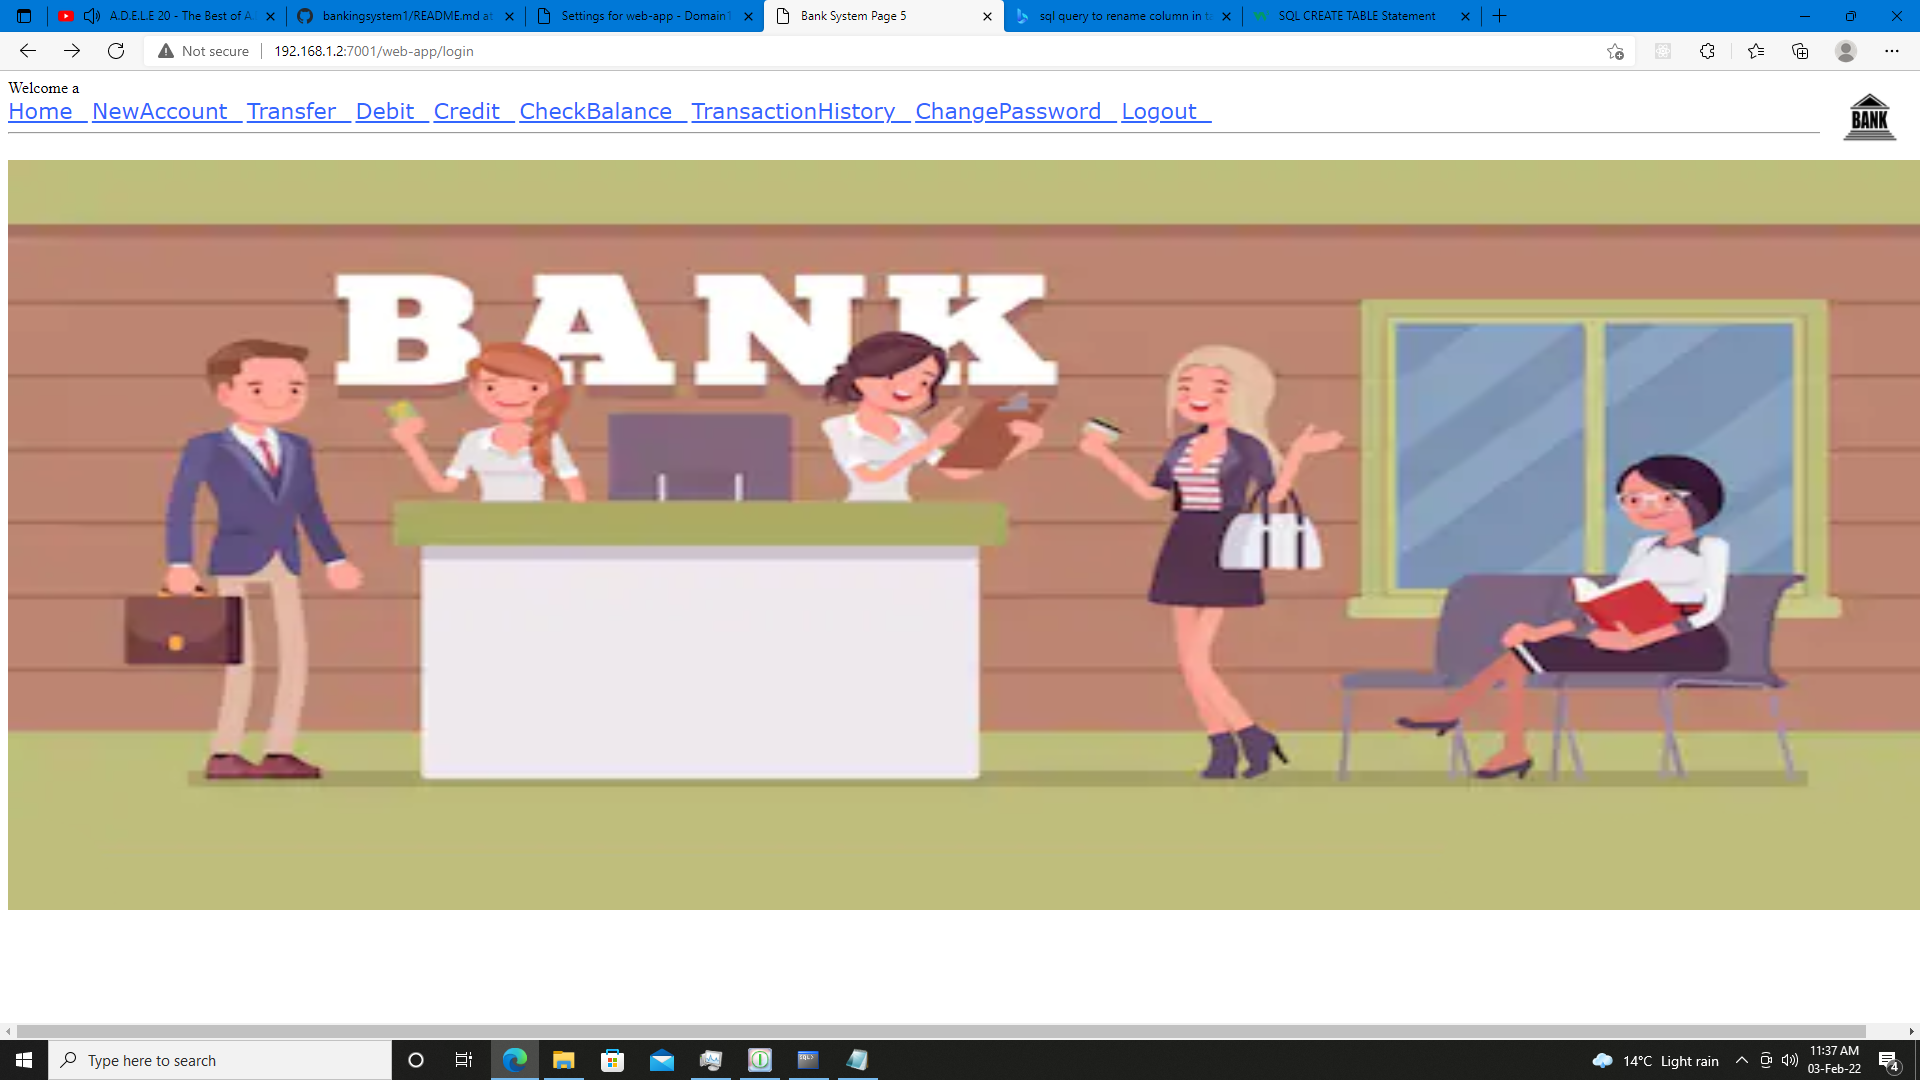 A.D.E.L.E 20 - The Best of A
bankingsystem1/README.md at
Settings for web-app - Domain1
Bank System Page 5
sql query to rename column in ta
SQL CREATE TABLE Statement
Not secure
192.168.1.2:7001/web-app/login
Welcome a
Home NewAccount Transfer Debit Credit CheckBalance TransactionHistory ChangePassword Logout
BANK
BANK
Type here to search
SQL>
14°C Light rain
11:37 AM
03-Feb-22
4